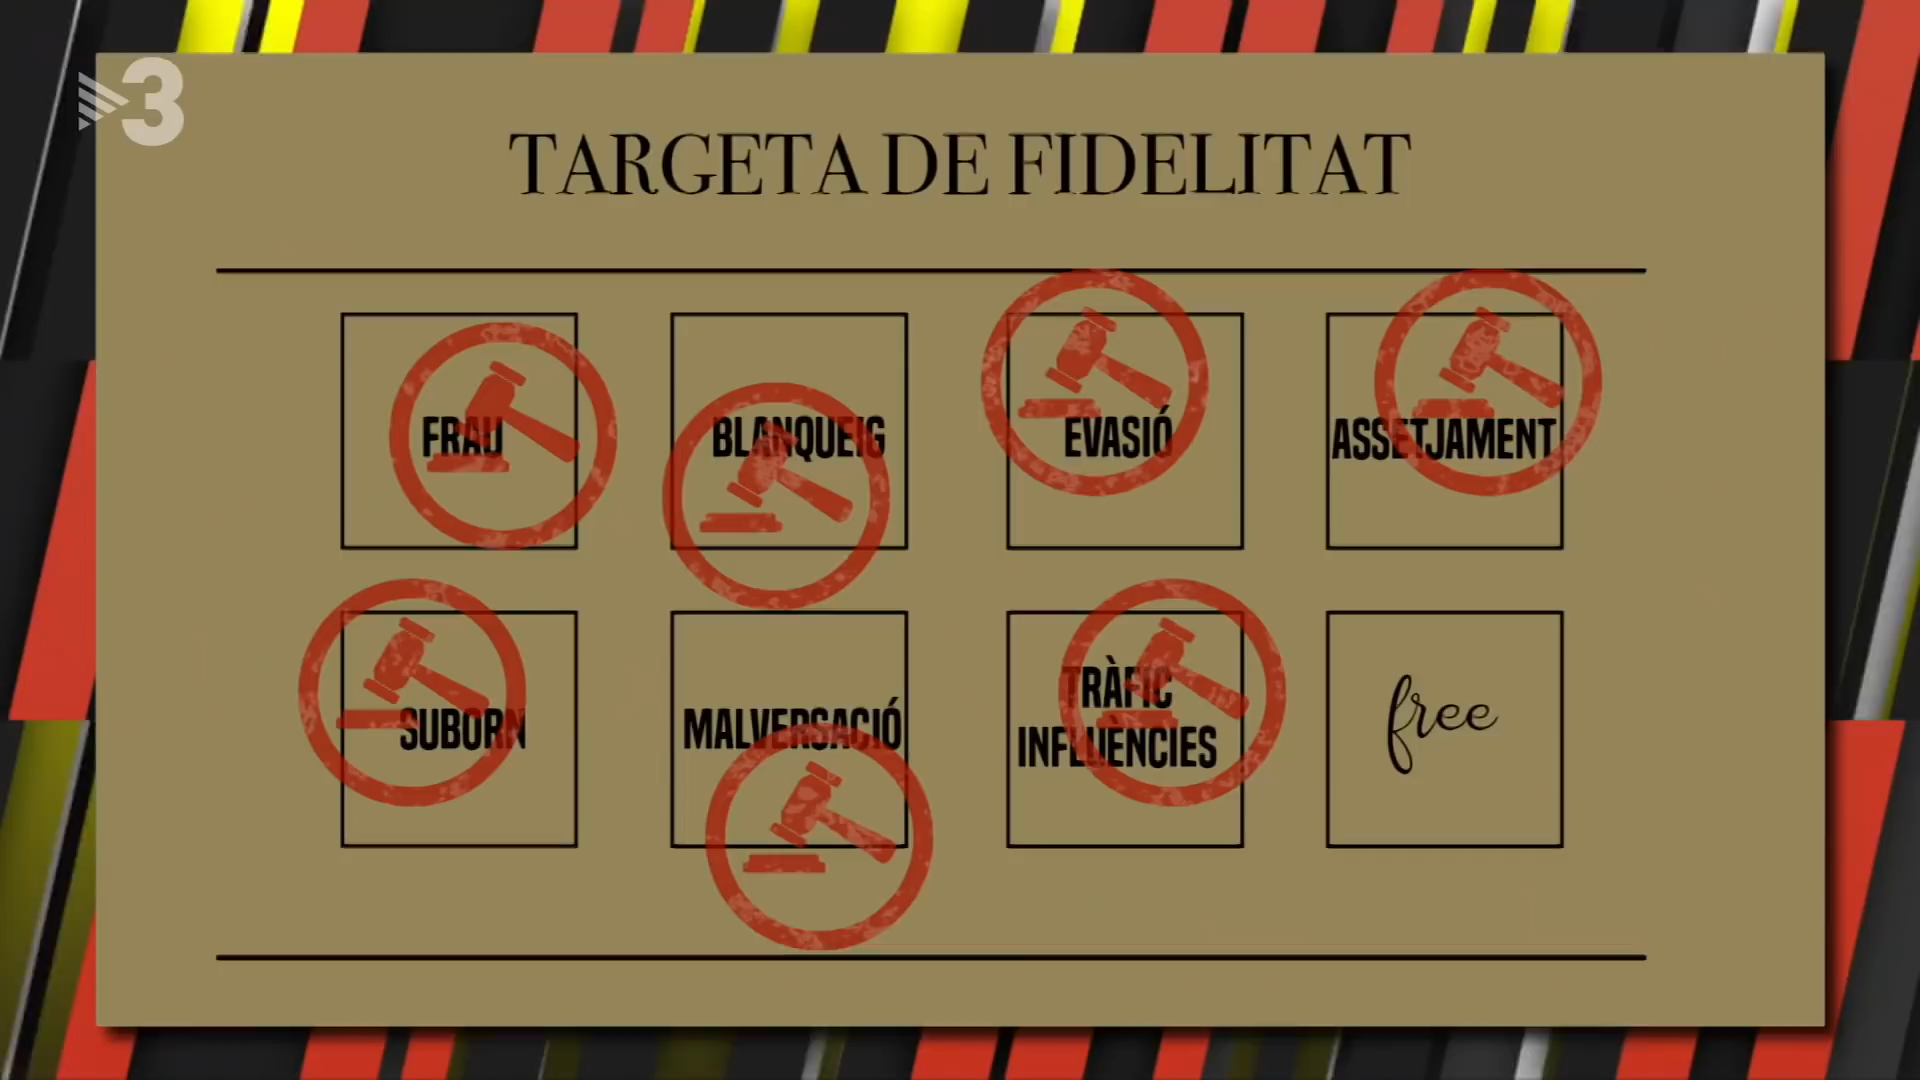 3
TARGETA DE FIDELITAT
FRAU
BLANQUEIG
EVASIÓ
ASSETJAMENT
SUBORN
MALVERSACIÓ
TRÀFIC
INFLUÈNCIES
free